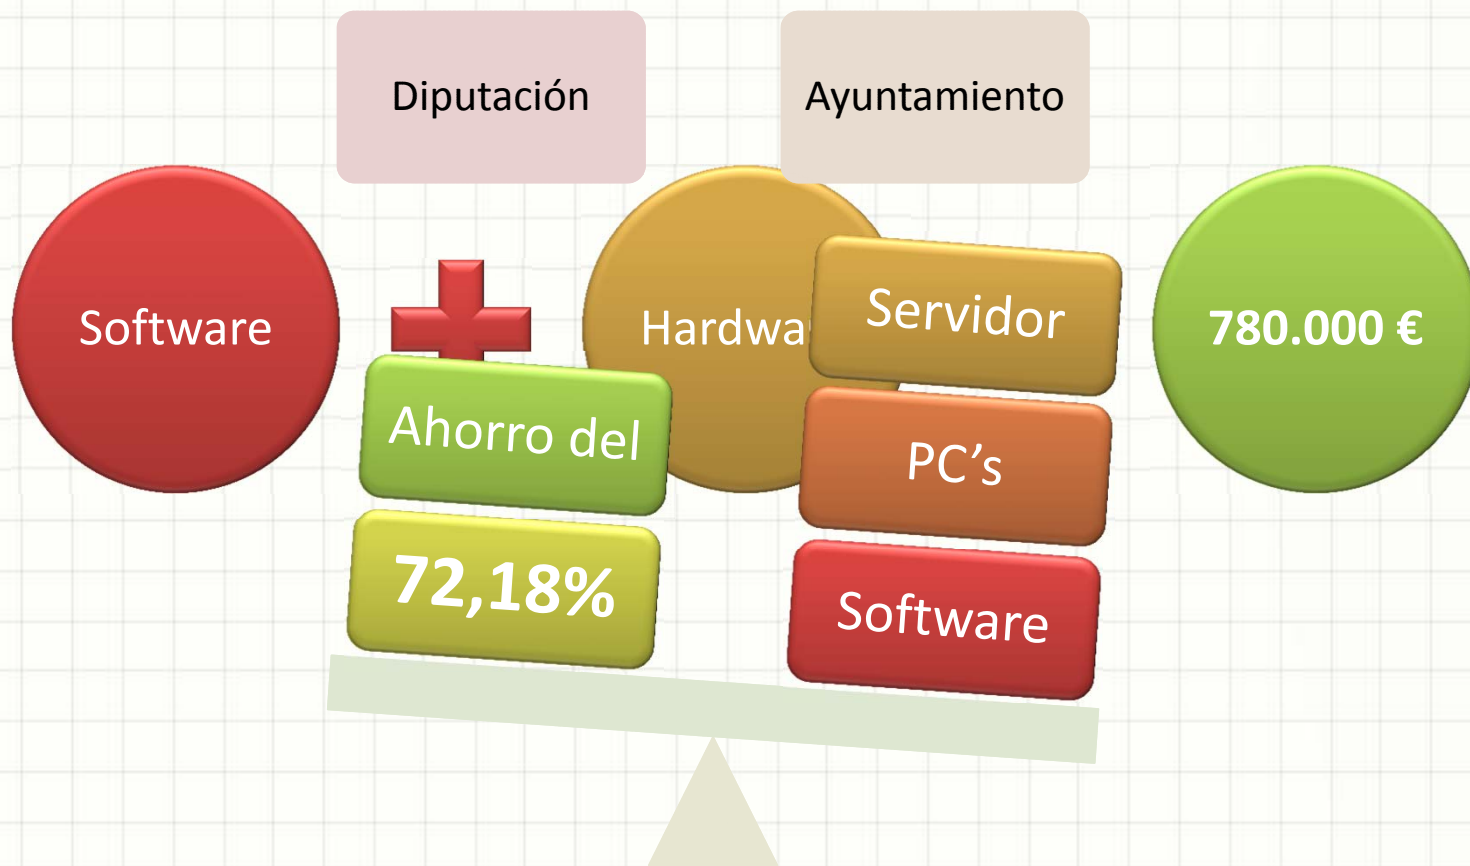 Diputación
Ayuntamiento
Software
Hardwa
780.000 €
Servidor
Ahorro del
PC’s
72,18%
Software